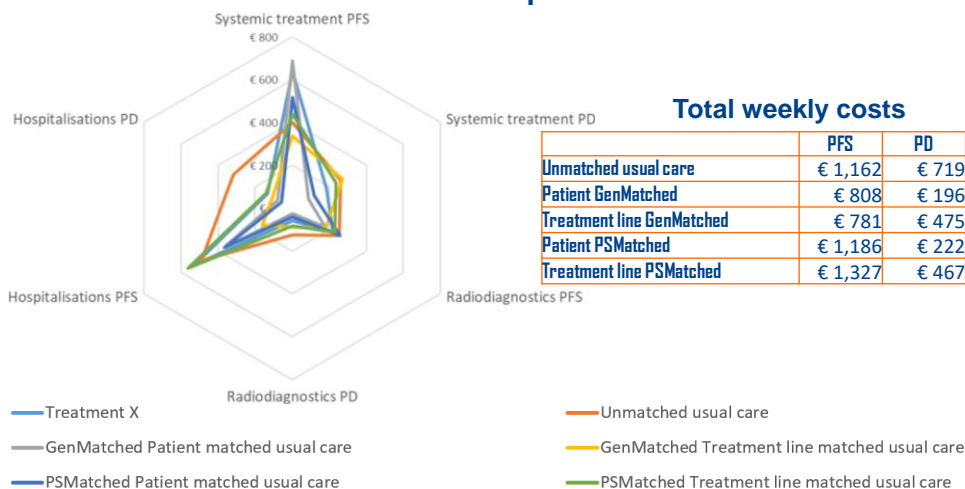 Systemic treatment PFS
€ 800
€ 600
€ 400
€ 200
Hospitalisations PD
Systemic treatment PD
Hospitalisations PFS
Radiodiagnostics PFS
Radiodiagnostics PD
Total weekly costs
PFS PD
Unmatched usual care € 1,162 € 719
Patient GenMatched € 808 € 196
Treatment line GenMatched € 781 € 475
Patient PSMatched € 1,186 € 222
Treatment line PSMatched € 1,327 € 467
Treatment X
Unmatched usual care
GenMatched Patient matched usual care
GenMatched Treatment line matched usual care
PSMatched Patient matched usual care
PSMatched Treatment line matched usual care